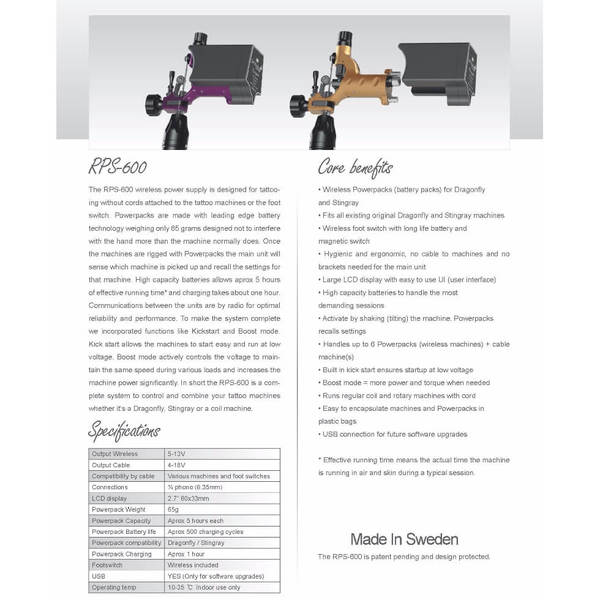 RPS-600
The RPS-600 wireless power supply is designed for tattoo-
ing without cords attached to the tattoo machines or the foot
switch. Powerpacks are made with leading edge battery
technology weighing only 65 grams designed not to interfere
with the hand more than the machine normally does. Once
the machines are rigged with Powerpacks the main unit will
sense which machine is picked up and recall the settings for
that machine. High capacity batteries allows aprox 5 hours
of effective running time* and charging takes about one hour.
Communications between the units are by radio for optimal
reliability and performance. To make the system complete
we incorporated functions like Kickstart and Boost mode.
Kick start allows the machines to start easy and run at low
voltage. Boost mode actively controls the voltage to main-
tain the same speed during various loads and increases the
machine power significantly. In short the RPS-600 is a com-
plete system to control and combine your tattoo machines
whether it's a Dragonfly, Stingray or a coil machine.
Specifications
Output Wireless 5-13V
Output Cable 4-18V
Compatibility by cable Various machines and foot switches
Connections ¼ phono (6.35mm)
LCD display 2.7" 60x33mm
Powerpack Weight 65g
Powerpack Capacity Aprox 5 hours each
Powerpack Battery life Aprox 500 charging cycles
Powerpack compatibility Dragonfly / Stingray
Powerpack Charging Aprox 1 hour
Footswitch Wireless included
USB YES (Only for software upgrades)
Operating temp 10-35 ℃ Indoor use only
Core benefits
• Wireless Powerpacks (battery packs) for Dragonfly
and Stingray
• Fits all existing original Dragonfly and Stingray machines
• Wireless foot switch with long life battery and
magnetic switch
• Hygienic and ergonomic, no cable to machines and no
brackets needed for the main unit
• Large LCD display with easy to use UI (user interface)
• High capacity batteries to handle the most
demanding sessions
• Activate by shaking (tilting) the machine, Powerpacks
recalls settings
• Handles up to 6 Powerpacks (wireless machines) + cable
machine(s)
• Built in kick start ensures startup at low voltage
• Boost mode = more power and torque when needed
• Runs regular coil and rotary machines with cord
• Easy to encapsulate machines and Powerpacks in
plastic bags
• USB connection for future software upgrades
* Effective running time means the actual time the machine
is running in air and skin during a typical session.
Made In Sweden
The RPS-600 is patent pending and design protected.